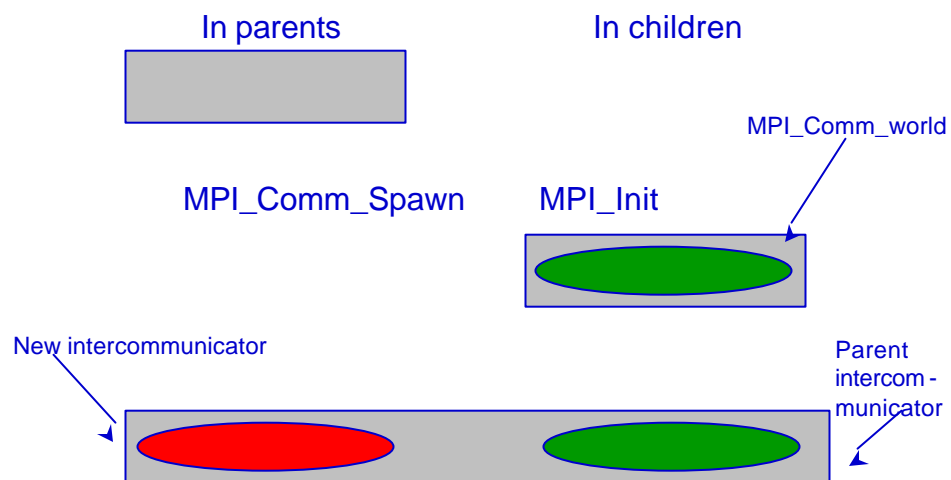 In parents
In children
MPI_Comm_world
MPI_Comm_Spawn
MPI_Init
New intercommunicator
Parent
intercom -
municator